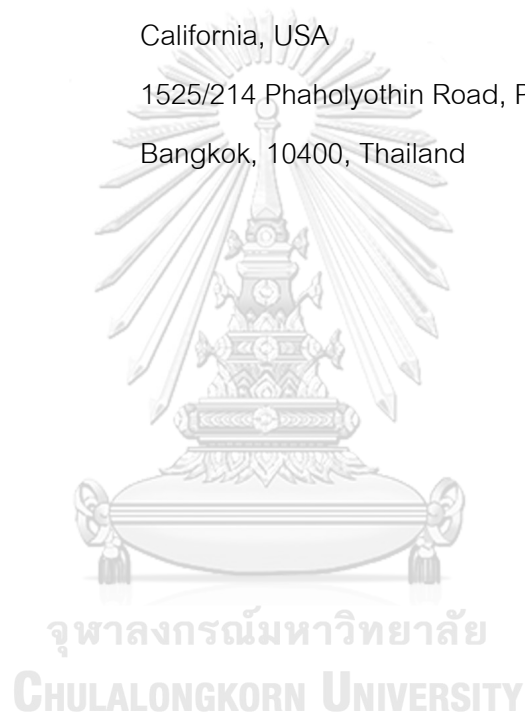 California, USA
1525/214 Phaholyothin Road,
Bangkok, 10400, Thailand
จุฬาลงกรณ์มหาวิทยาลัย
CHULALONGKORN UNIVERSITY